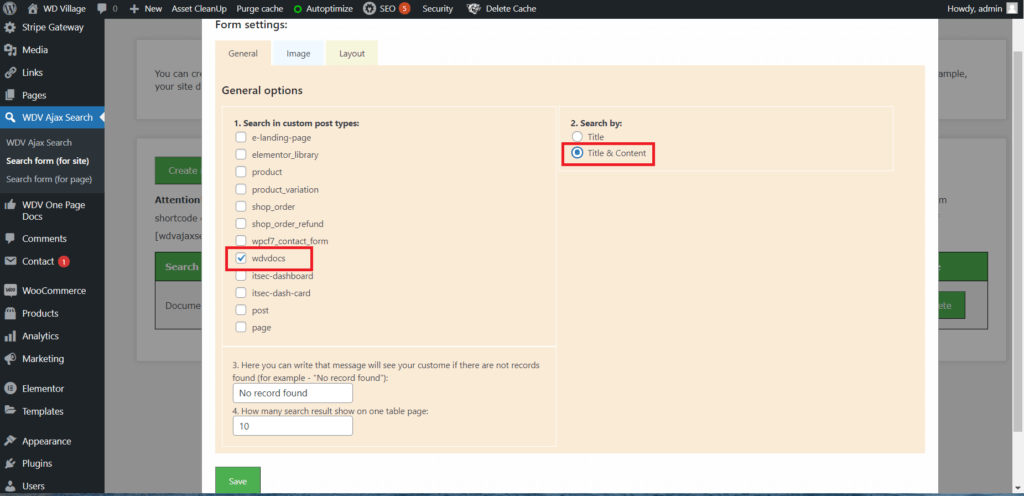 WD Village 0 New Asset CleanUp Purge cache Autoptimize SEO 5 Security Delete Cache Howdy, admin
Stripe Gateway
Media
Links
Pages
WDV Ajax Search
WDV Ajax Search
Search form (for site)
Search form (for page)
WDV One Page
Docs
Comments
Contact 1
WooCommerce
Products
Analytics
Marketing
Elementor
Templates
Appearance
Plugins
Users
You can cre
your site d
ample,
Create
Attention
m
shortcode -
f
[wdvajaxse
Search
Docume
ete
Form settings:
General Image Layout
General options
1. Search in custom post types:
e-landing-page
elementor_library
product
product_variation
shop_order
shop_order_refund
wpcf7_contact_form
wdvdocs
itsec-dashboard
itsec-dash-card
post
page
2. Search by:
Title
Title & Content
3. Here you can write that message will see your custome if there are not records
found (for example - "No record found"):
No record found
4. How many search result show on one table page:
10
Save